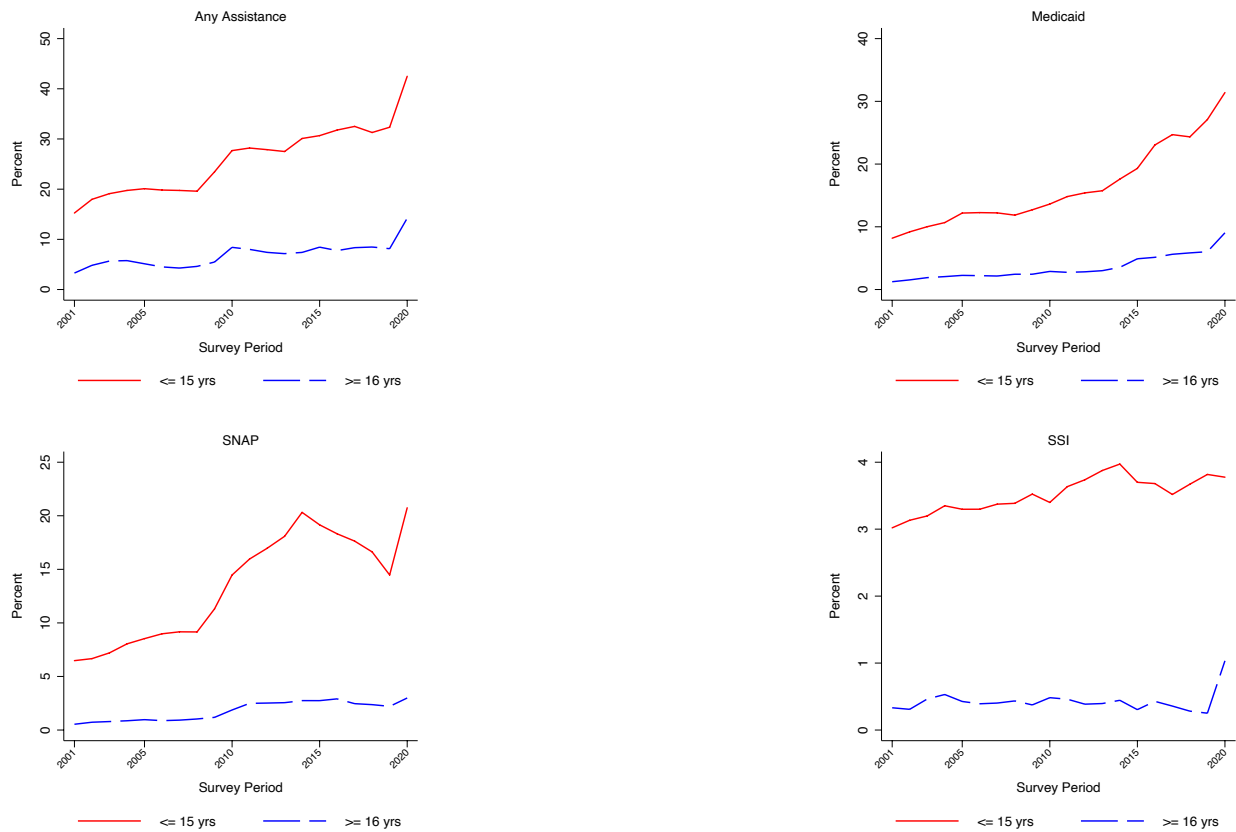 Any Assistance
50
40
30
20
10
0
Percent
2001
2005
2010
2015
2020
Survey Period
<= 15 yrs
>= 16 yrs
Medicaid
40
30
20
10
0
Percent
2001
2005
2010
2015
2020
Survey Period
<= 15 yrs
>= 16 yrs
SNAP
25
20
15
10
5
0
Percent
2001
2005
2010
2015
2020
Survey Period
<= 15 yrs
>= 16 yrs
SSI
4
3
2
1
0
Percent
2001
2005
2010
2015
2020
Survey Period
<= 15 yrs
>= 16 yrs